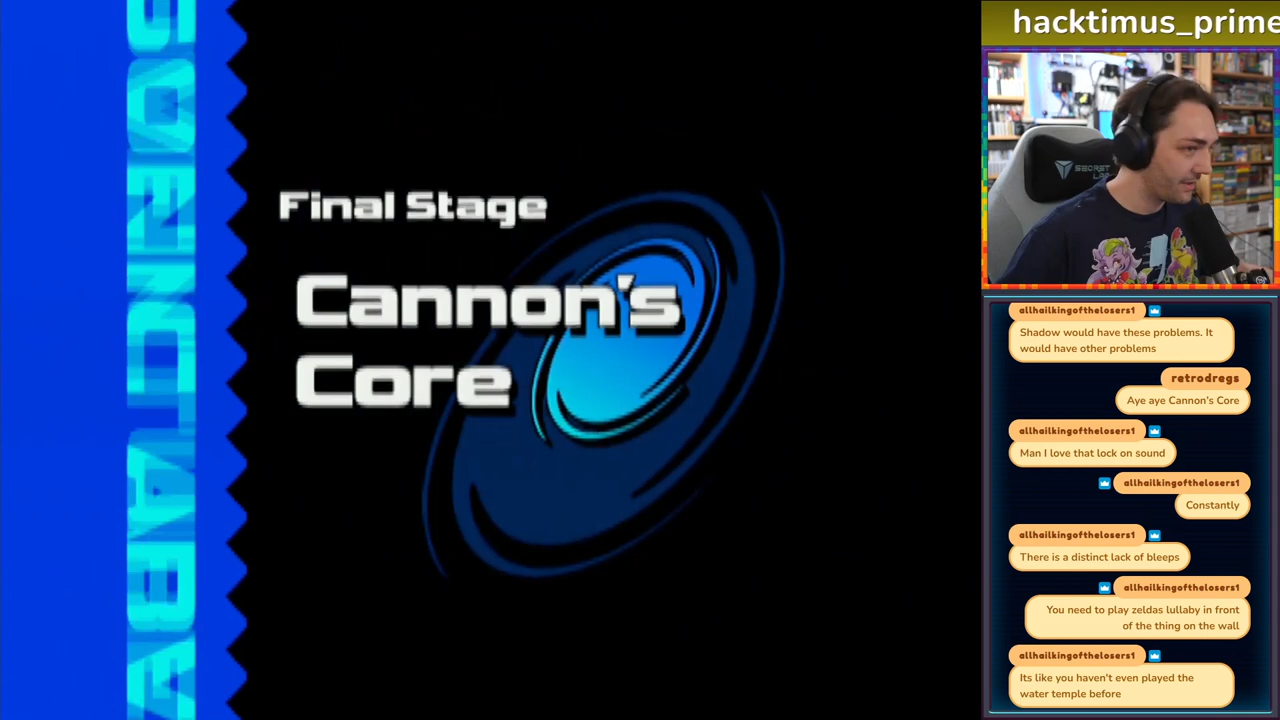 hacktimus_prime
Final Stage
Cannon's
Core
SECRET
LAB
allhailkingofthelosers1
Shadow would have these problems. It
would have other problems
retrodregs
Aye aye Cannon's Core
allhailkingofthelosers1
Man I love that lock on sound
allhailkingofthelosers1
Constantly
allhailkingofthelosers1
There is a distinct lack of bleeps
allhailkingofthelosers1
You need to play zeldas lullaby in front
of the thing on the wall
allhailkingofthelosers1
Its like you haven't even played the
water temple before